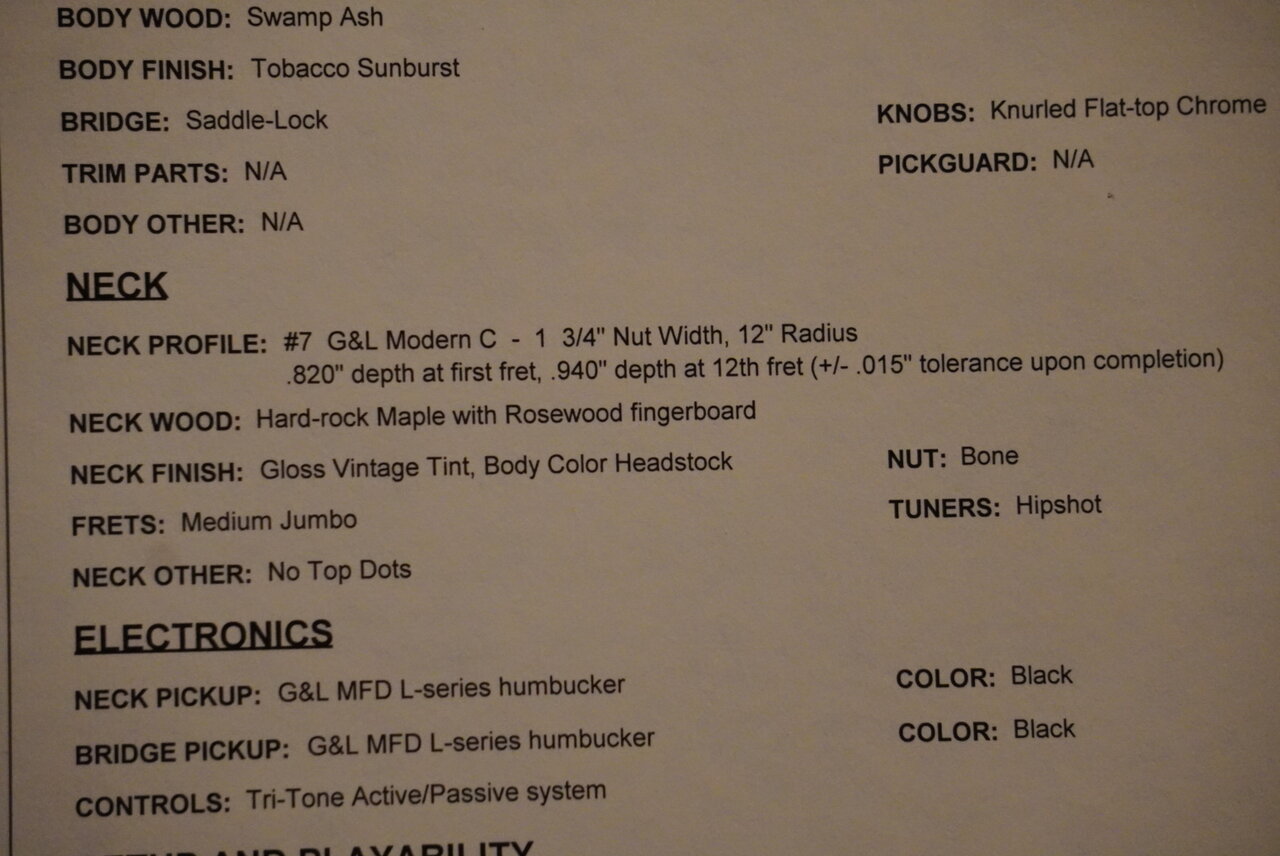 BODY WOOD: Swamp Ash
BODY FINISH: Tobacco Sunburst
BRIDGE: Saddle-Lock KNOBS: Knurled Flat-top Chrome
TRIM PARTS: N/A PICKGUARD: N/A
BODY OTHER: N/A
NECK
NECK PROFILE: #7 G&L Modern C - 1 3/4" Nut Width, 12" Radius
.820" depth at first fret, .940" depth at 12th fret (+/- .015" tolerance upon completion)
NECK WOOD: Hard-rock Maple with Rosewood fingerboard
NECK FINISH: Gloss Vintage Tint, Body Color Headstock NUT: Bone
FRETS: Medium Jumbo TUNERS: Hipshot
NECK OTHER: No Top Dots
ELECTRONICS
NECK PICKUP: G&L MFD L-series humbucker COLOR: Black
BRIDGE PICKUP: G&L MFD L-series humbucker COLOR: Black
CONTROLS: Tri-Tone Active/Passive system
AND PLAYABILITY